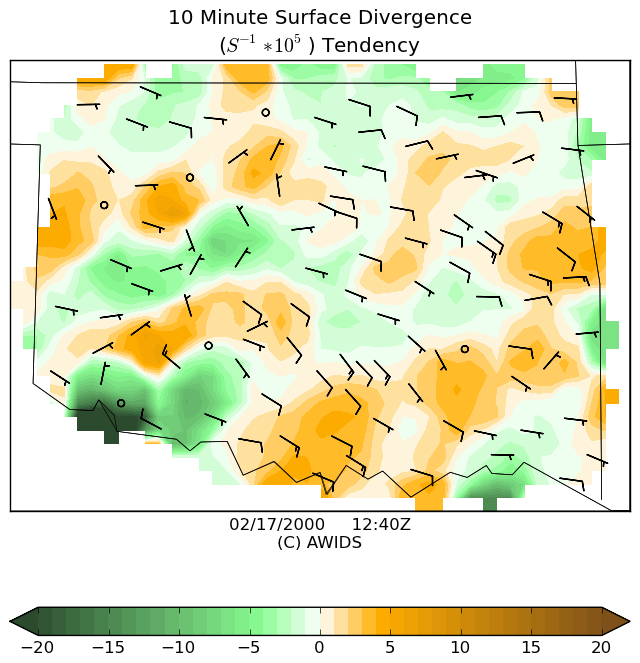 10 Minute Surface Divergence
(S⁻¹ ∗10⁵ ) Tendency
02/17/2000 12:40Z
(C) AWIDS
−20 −15 −10 −5 0 5 10 15 20